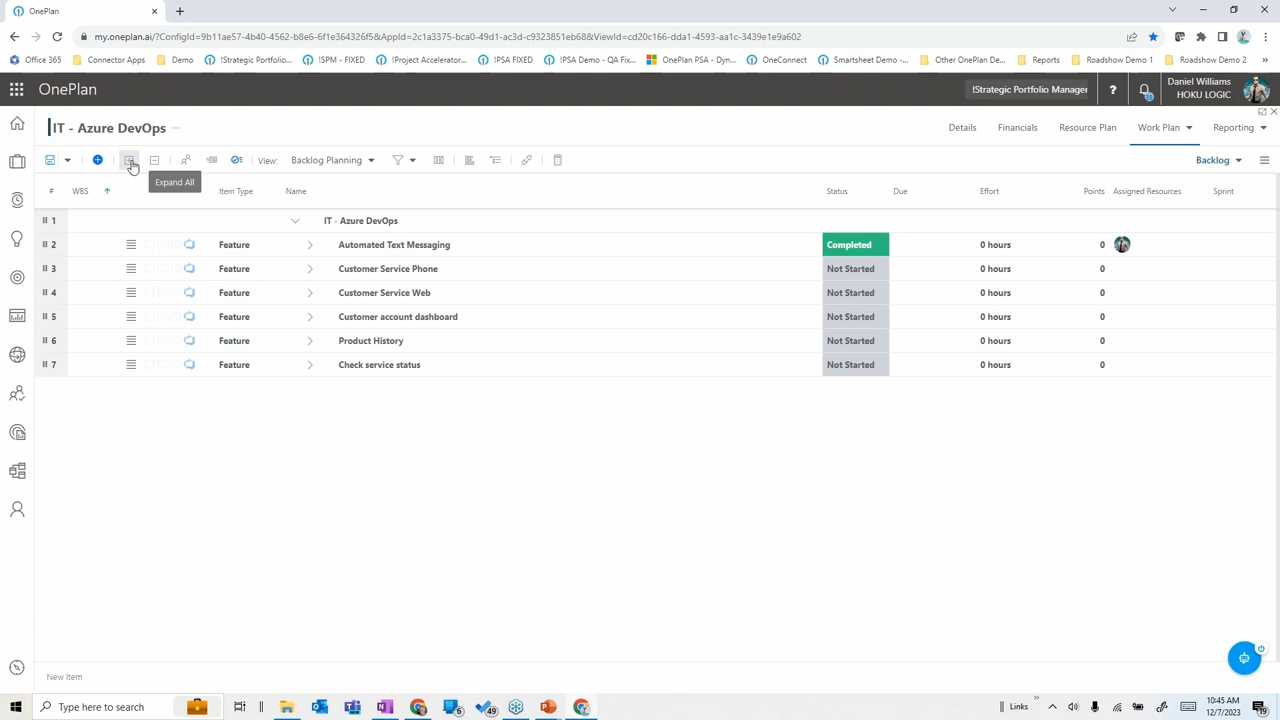 OnePlan
my.oneplan.ai/?ConfigId=9b11ae57-4b40-4562-b8e6-6f1e364326f5&AppId=2c1a3375-bca0-49d1-ac3d-c9323851eb68&ViewId=cd20c166-dda1-4593-aa1c-3439e1e9a602
Office 365 Connector Apps Demo !Strategic Portfolio... !SPM - FIXED !Project Accelerator... !PSA FIXED !PSA Demo - QA Fix... OnePlan PSA - Dyn... OneConnect Smartsheet Demo -... Other OnePlan De... Reports Roadshow Demo 1 Roadshow Demo 2 »
OnePlan !Strategic Portfolio Manager ? Daniel Williams
HOKU LOGIC
IT - Azure DevOps ... Details Financials Resource Plan Work Plan Reporting
View: Backlog Planning Backlog
Expand All
# WBS Item Type Name Status Due Effort Points Assigned Resources Sprint
1 IT - Azure DevOps
2 Feature Automated Text Messaging Completed 0 hours 0
3 Feature Customer Service Phone Not Started 0 hours 0
4 Feature Customer Service Web Not Started 0 hours 0
5 Feature Customer account dashboard Not Started 0 hours 0
6 Feature Product History Not Started 0 hours 0
7 Feature Check service status Not Started 0 hours 0
New Item
Type here to search 6 49 Links » 10:45 AM
12/7/2023 19